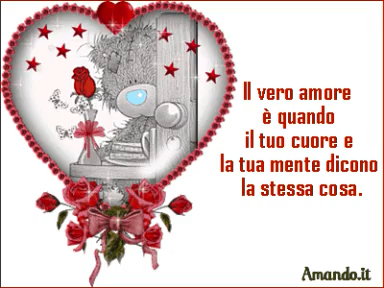 Il vero amore
è quando
il tuo cuore e
la tua mente dicono
la stessa cosa.
Amando.it